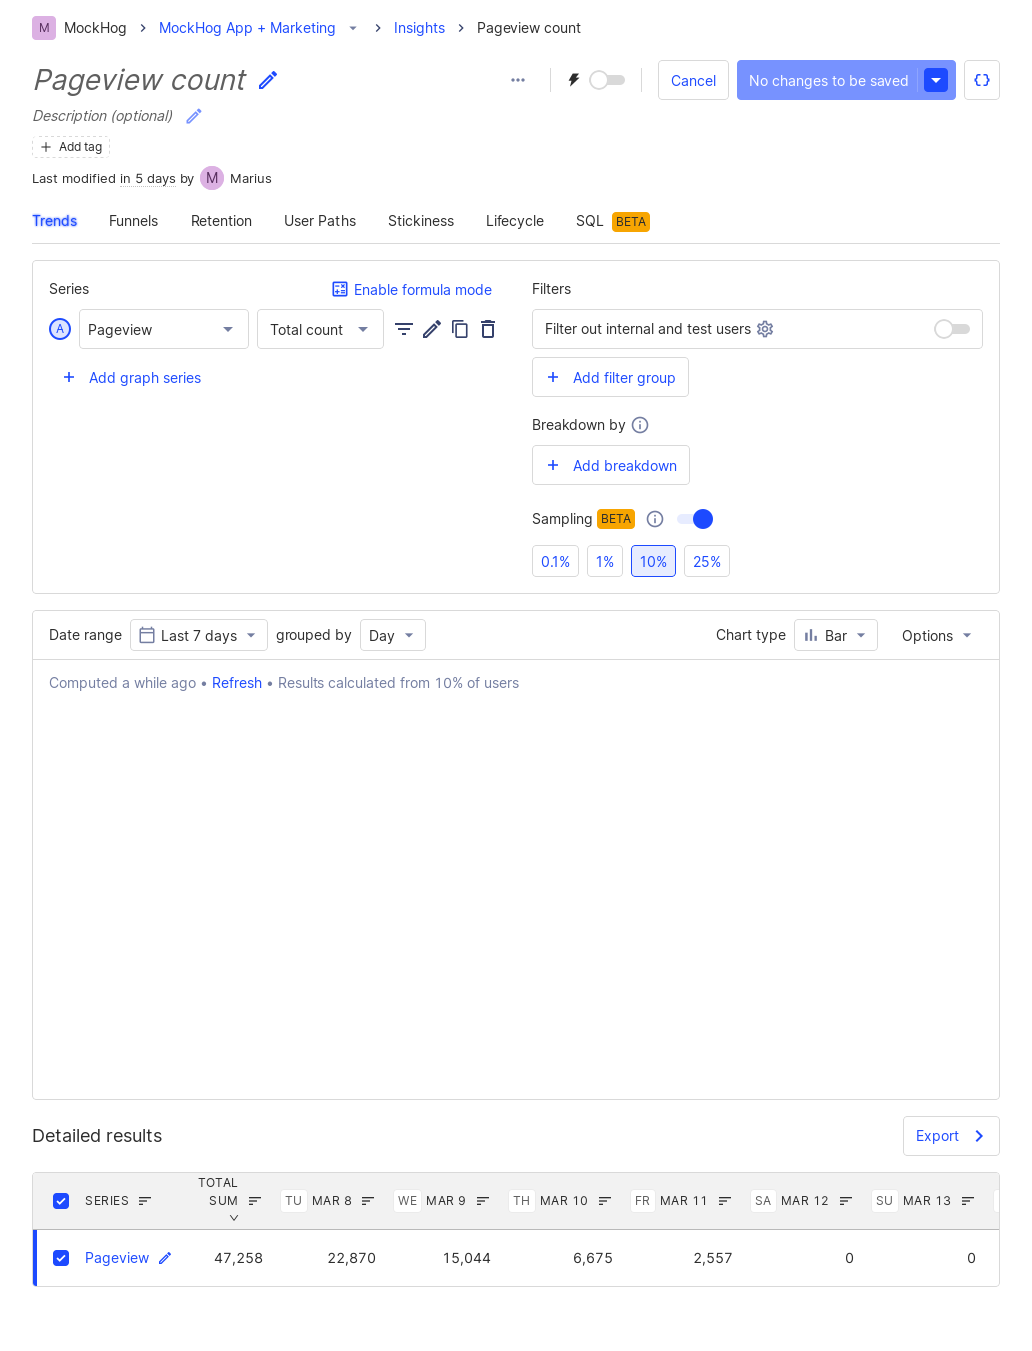 M MockHog MockHog App + Marketing Insights Pageview count
Pageview count
Cancel No changes to be saved
Description (optional)
Add tag
Last modified in 5 days by M Marius
Trends Funnels Retention User Paths Stickiness Lifecycle SQL BETA
Series Enable formula mode
A Pageview Total count
Add graph series
Filters
Filter out internal and test users
Add filter group
Breakdown by
Add breakdown
Sampling BETA
0.1% 1% 10% 25%
Date range Last 7 days grouped by Day Chart type Bar Options
Computed a while ago • Refresh • Results calculated from 10% of users
Detailed results Export
SERIES TOTAL SUM TU MAR 8 WE MAR 9 TH MAR 10 FR MAR 11 SA MAR 12 SU MAR 13
Pageview 47,258 22,870 15,044 6,675 2,557 0 0